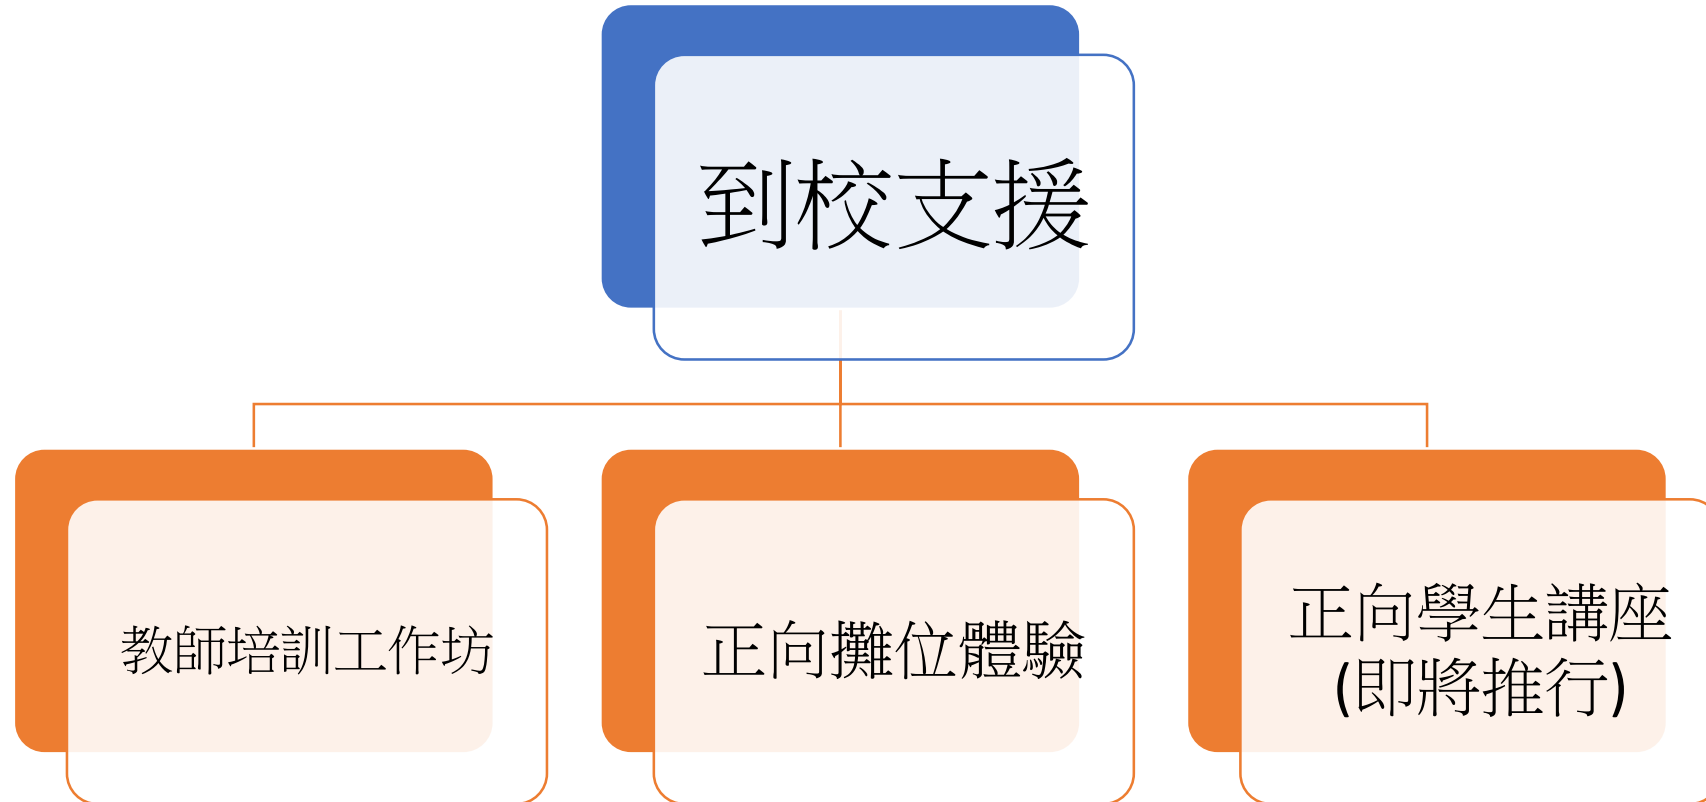 到校支援
教師培訓工作坊
正向攤位體驗
正向學生講座
(即將推行)